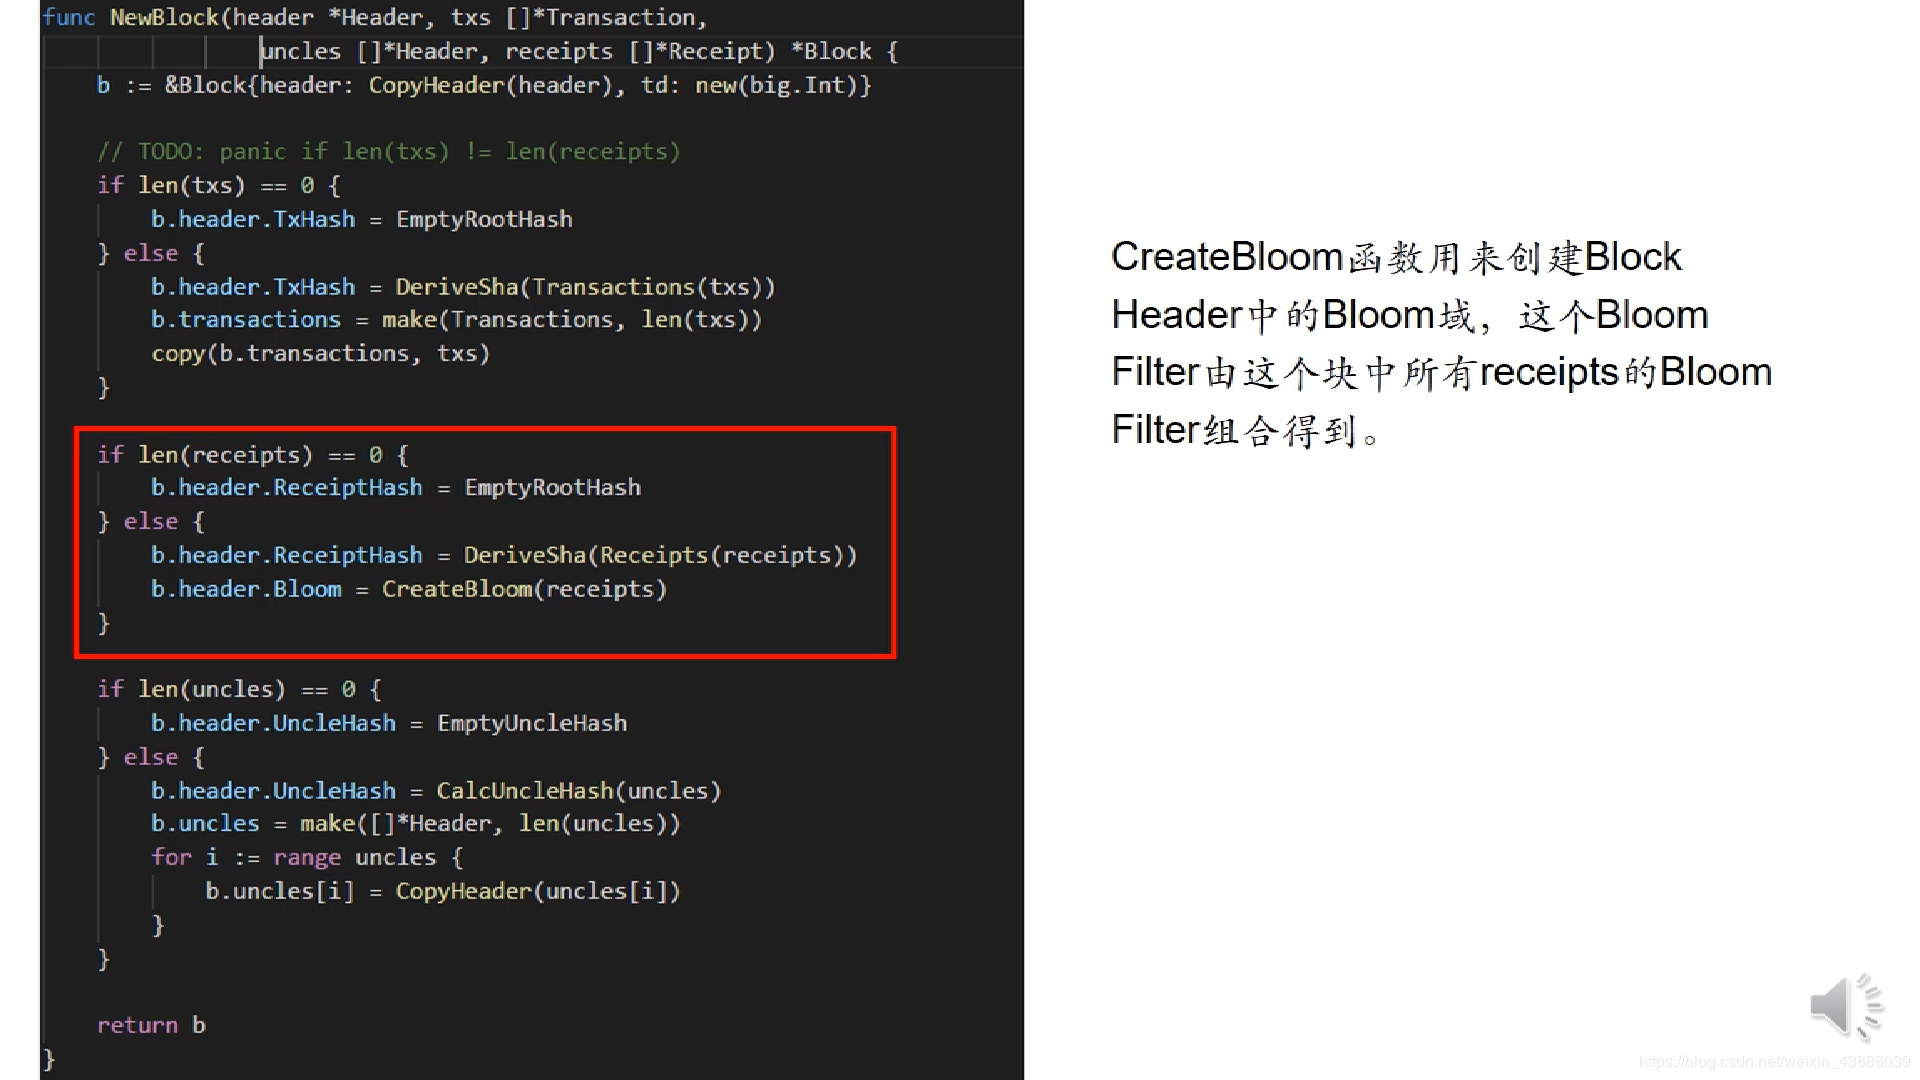 func NewBlock(header *Header, txs []*Transaction,
uncles []*Header, receipts []*Receipt) *Block {
b := &Block{header: CopyHeader(header), td: new(big.Int)}
// TODO: panic if len(txs) != len(receipts)
if len(txs) == 0 {
b.header.TxHash = EmptyRootHash
} else {
b.header.TxHash = DeriveSha(Transactions(txs))
b.transactions = make(Transactions, len(txs))
copy(b.transactions, txs)
}
if len(receipts) == 0 {
b.header.ReceiptHash = EmptyRootHash
} else {
b.header.ReceiptHash = DeriveSha(Receipts(receipts))
b.header.Bloom = CreateBloom(receipts)
}
if len(uncles) == 0 {
b.header.UncleHash = EmptyUncleHash
} else {
b.header.UncleHash = CalcUncleHash(uncles)
b.uncles = make([]*Header, len(uncles))
for i := range uncles {
b.uncles[i] = CopyHeader(uncles[i])
}
}
return b
}
CreateBloom函数用来创建Block
Header中的Bloom域，这个Bloom
Filter由这个块中所有receipts的Bloom
Filter组合得到。
https://blog.csdn.net/weixin_43888039